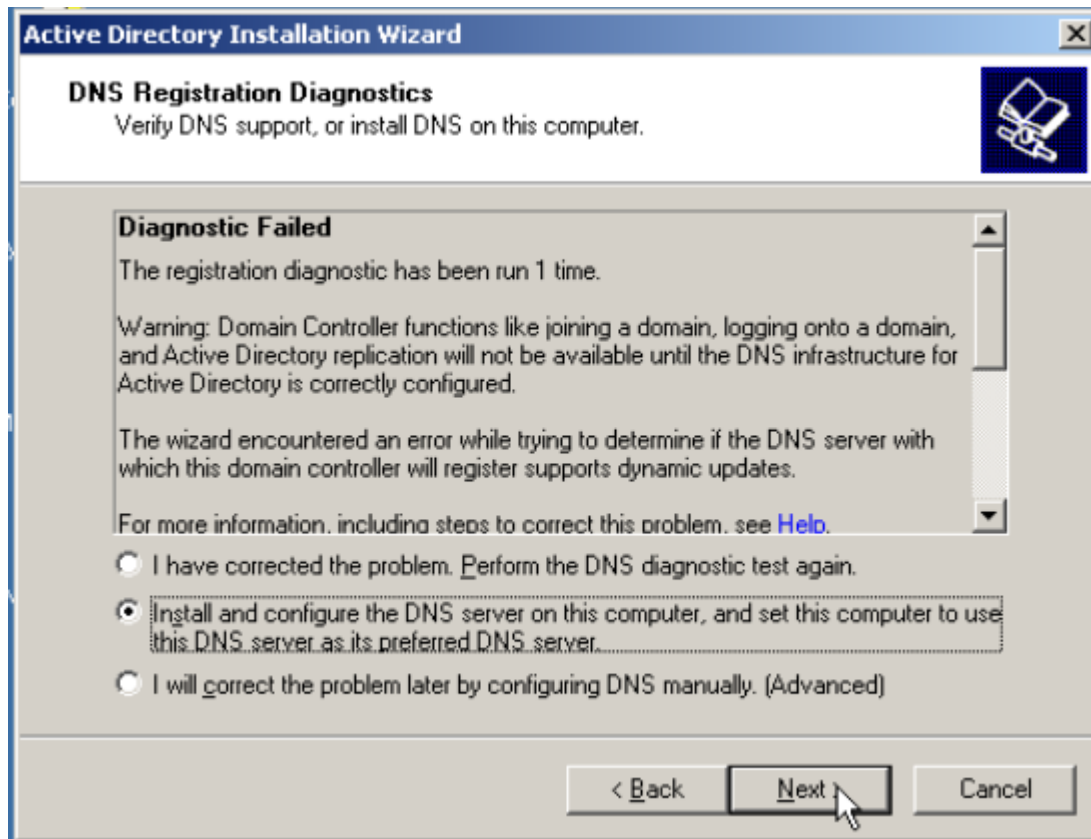 Active Directory Installation Wizard
DNS Registration Diagnostics
Verify DNS support, or install DNS on this computer.
Diagnostic Failed
The registration diagnostic has been run 1 time.
Warning: Domain Controller functions like joining a domain, logging onto a domain,
and Active Directory replication will not be available until the DNS infrastructure for
Active Directory is correctly configured.
The wizard encountered an error while trying to determine if the DNS server with
which this domain controller will register supports dynamic updates.
For more information, including steps to correct this problem, see Help.
I have corrected the problem. Perform the DNS diagnostic test again.
Install and configure the DNS server on this computer, and set this computer to use
this DNS server as its preferred DNS server.
I will correct the problem later by configuring DNS manually. (Advanced)
< Back Next > Cancel